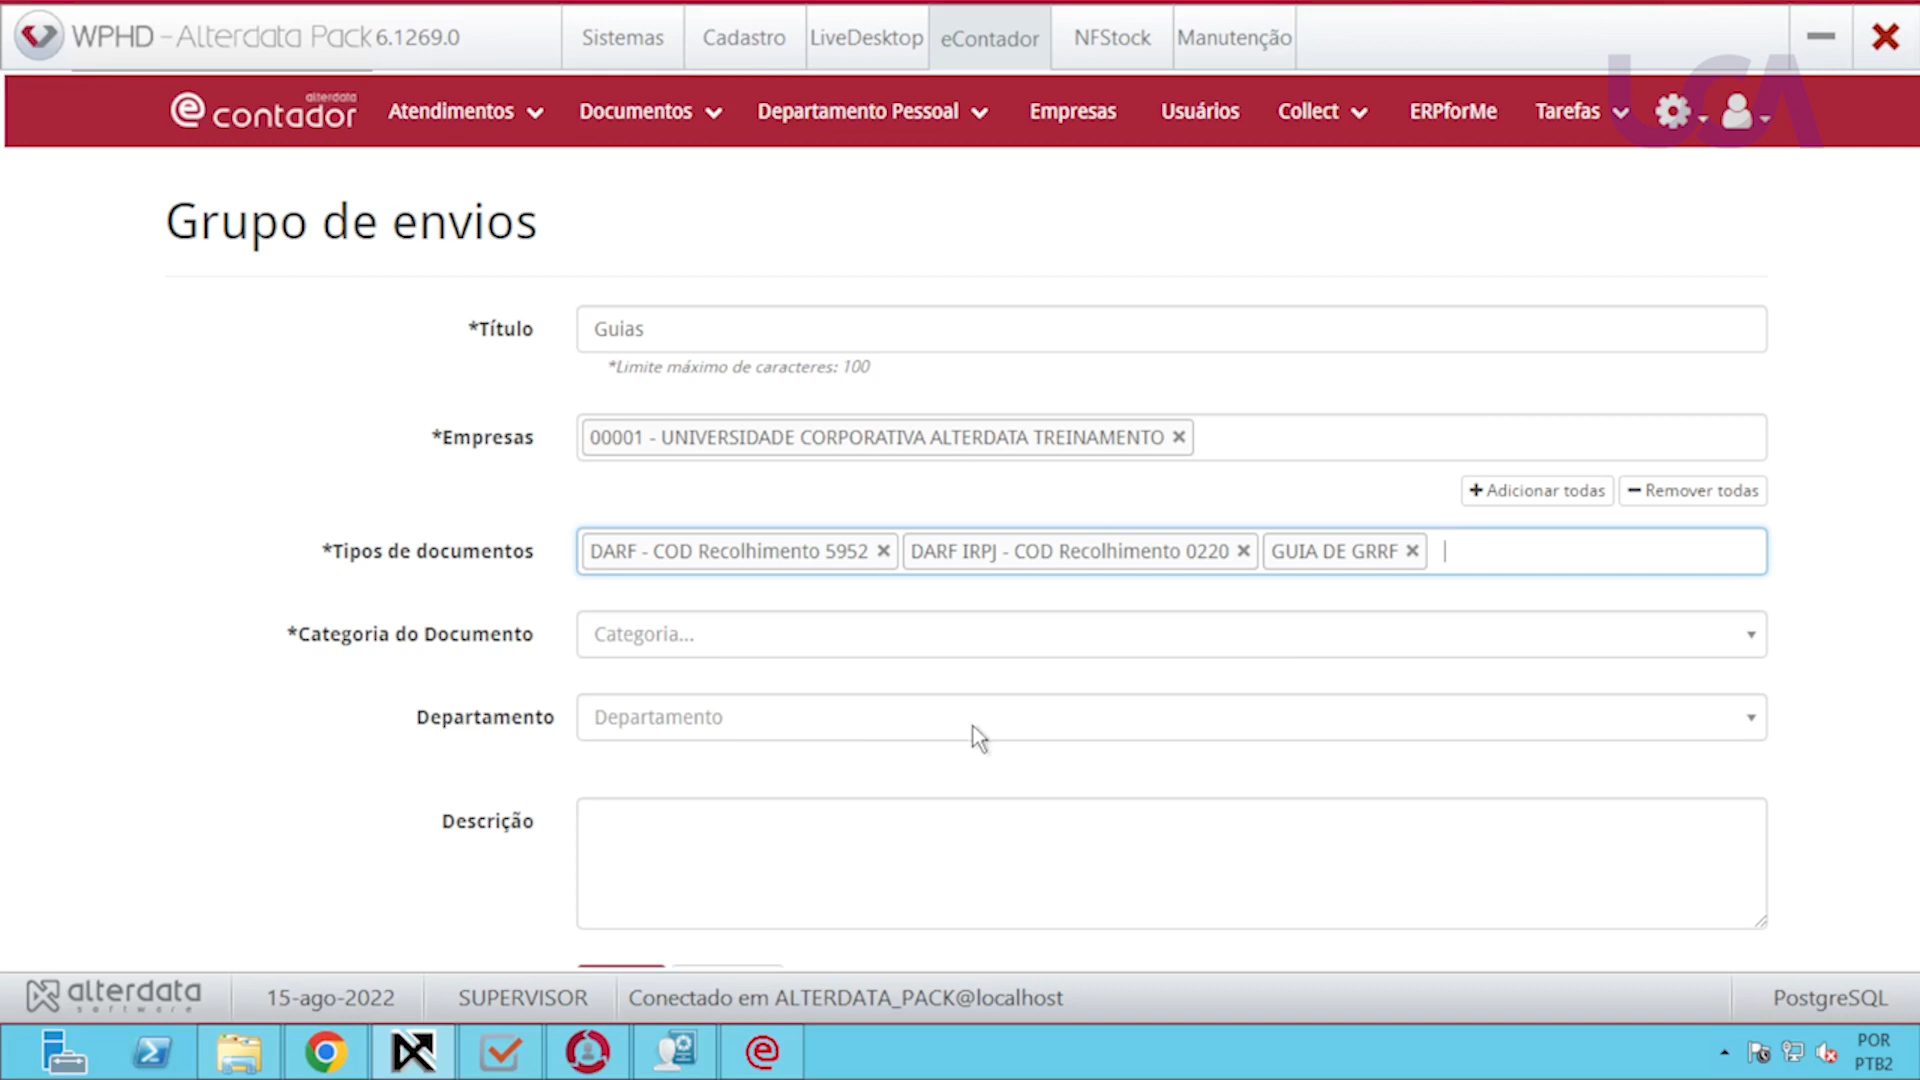 WPHD - Alterdata Pack 6.1269.0
Sistemas
Cadastro
LiveDesktop
eContador
NFStock
Manutenção
UCA
e contador alterdata
Atendimentos
Documentos
Departamento Pessoal
Empresas
Usuários
Collect
ERPforMe
Tarefas
Grupo de envios
*Título
Guias
*Limite máximo de caracteres: 100
*Empresas
00001 - UNIVERSIDADE CORPORATIVA ALTERDATA TREINAMENTO ×
+ Adicionar todas
- Remover todas
*Tipos de documentos
DARF - COD Recolhimento 5952 ×
DARF IRPJ - COD Recolhimento 0220 ×
GUIA DE GRRF ×
*Categoria do Documento
Categoria...
Departamento
Departamento
Descrição
alterdata
software
15-ago-2022
SUPERVISOR
Conectado em ALTERDATA_PACK@localhost
PostgreSQL
POR
PTB2